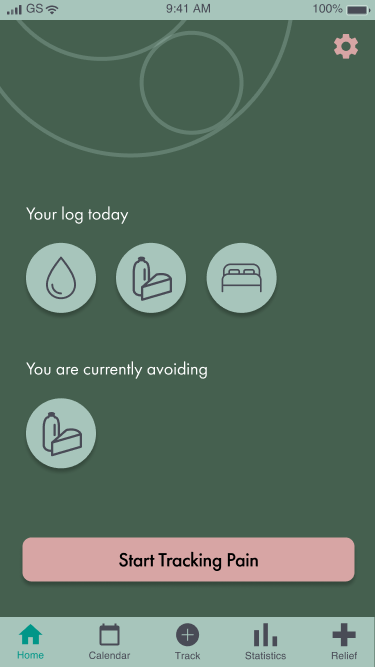 GS 9:41 AM 100%
Your log today
You are currently avoiding
Start Tracking Pain
Home Calendar Track Statistics Relief